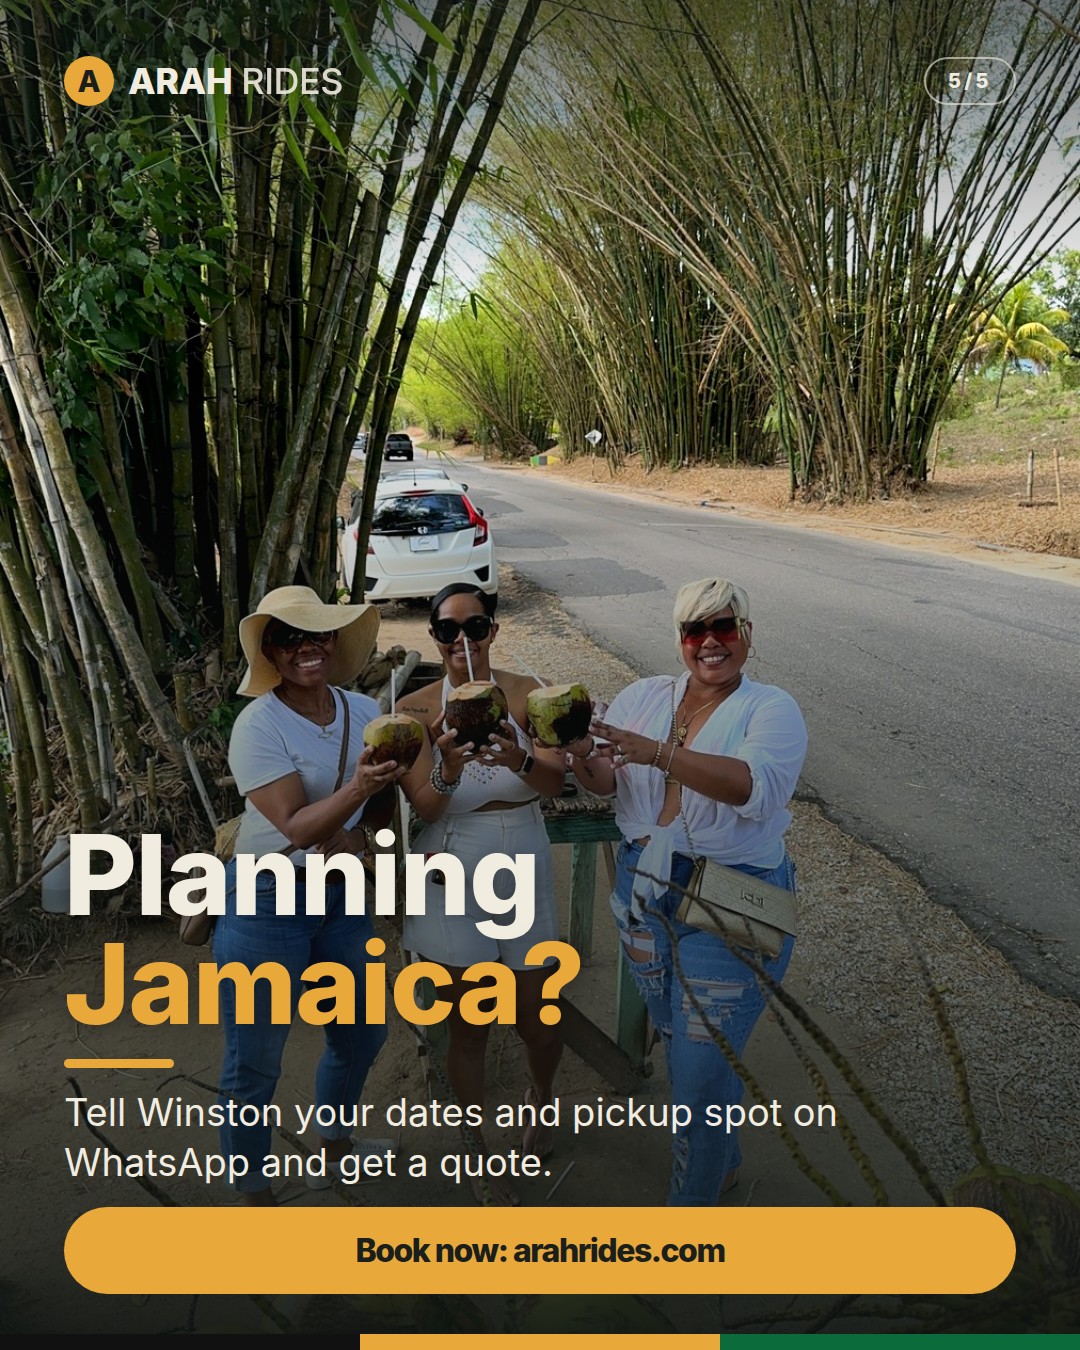 A ARAH RIDES
5/5
Planning
Jamaica?
Tell Winston your dates and pickup spot on
WhatsApp and get a quote.
Book now: arahrides.com